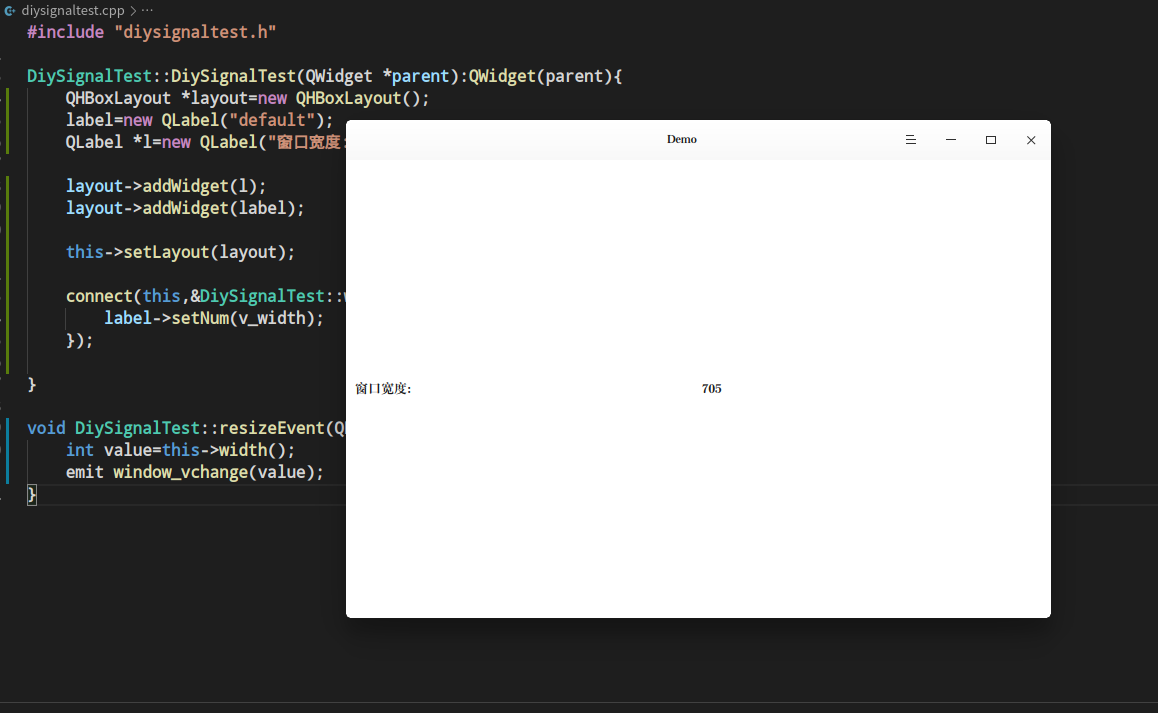 diysignaltest.cpp > ...
#include "diysignaltest.h"
DiySignalTest::DiySignalTest(QWidget *parent):QWidget(parent){
QHBoxLayout *layout=new QHBoxLayout();
label=new QLabel("default");
QLabel *l=new QLabel("窗口宽度:
layout->addWidget(l);
layout->addWidget(label);
this->setLayout(layout);
connect(this,&DiySignalTest::
label->setNum(v_width);
});
}
void DiySignalTest::resizeEvent(
int value=this->width();
emit window_vchange(value);
}
Demo
窗口宽度: 705